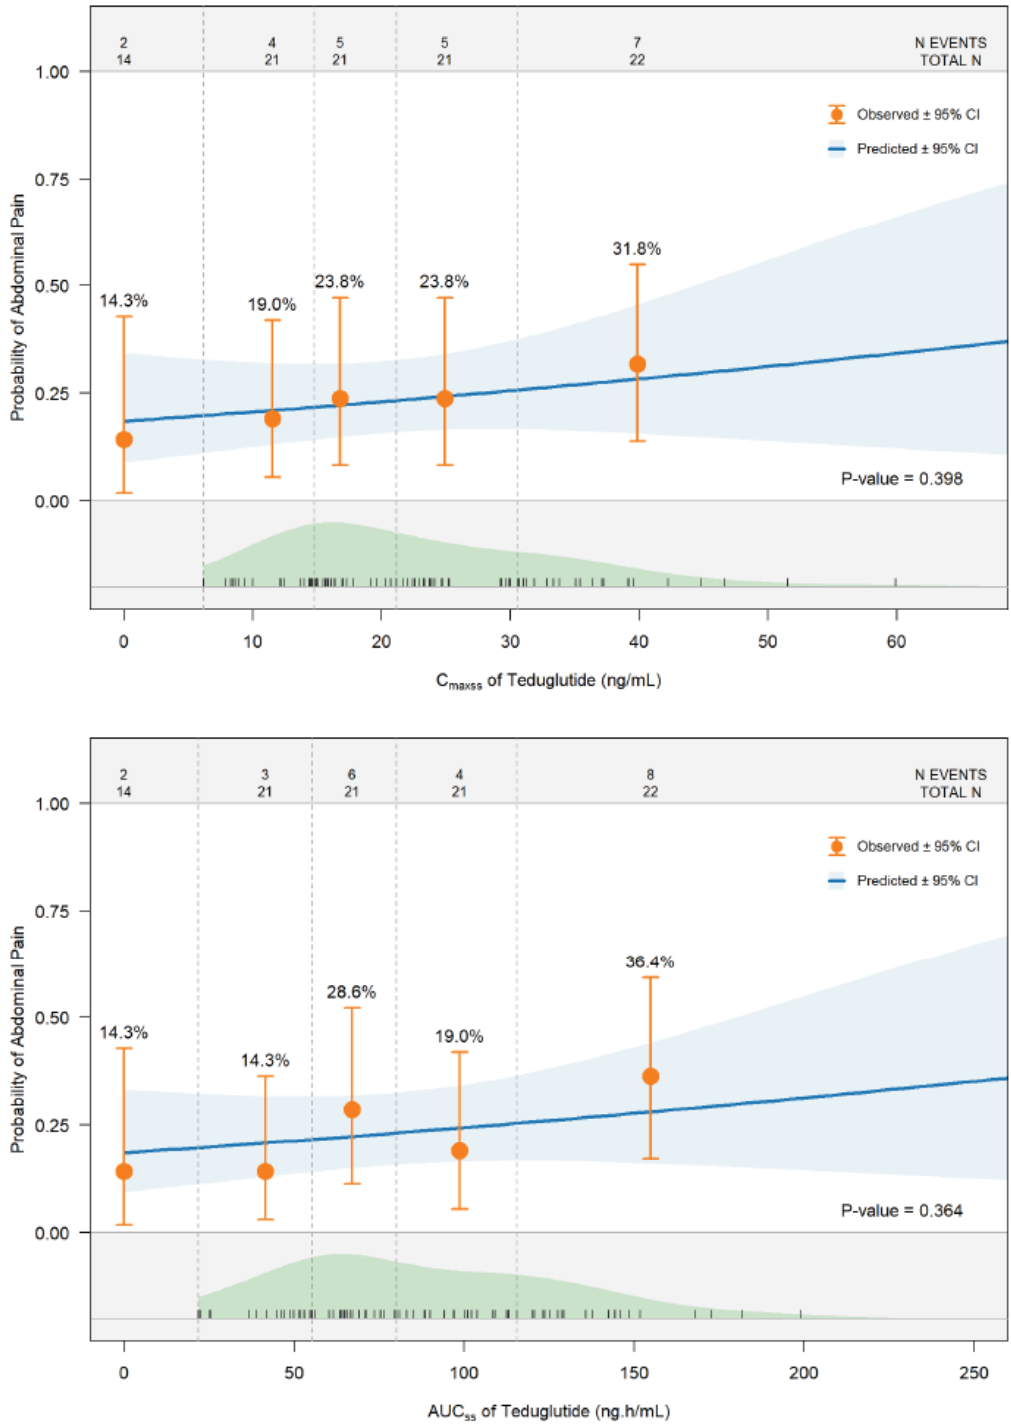 2 4 5 5 7 N EVENTS
14 21 21 21 22 TOTAL N
1.00
Observed ± 95% CI
Predicted ± 95% CI
0.75
31.8%
23.8% 23.8%
14.3% 19.0%
0.50
0.25
P-value = 0.398
0.00
Probability of Abdominal Pain
0 10 20 30 40 50 60
Cmaxss of Teduglutide (ng/mL)
2 3 6 4 8 N EVENTS
14 21 21 21 22 TOTAL N
1.00
Observed ± 95% CI
Predicted ± 95% CI
0.75
36.4%
28.6%
14.3% 14.3% 19.0%
0.50
0.25
P-value = 0.364
0.00
Probability of Abdominal Pain
0 50 100 150 200 250
AUCss of Teduglutide (ng.h/mL)